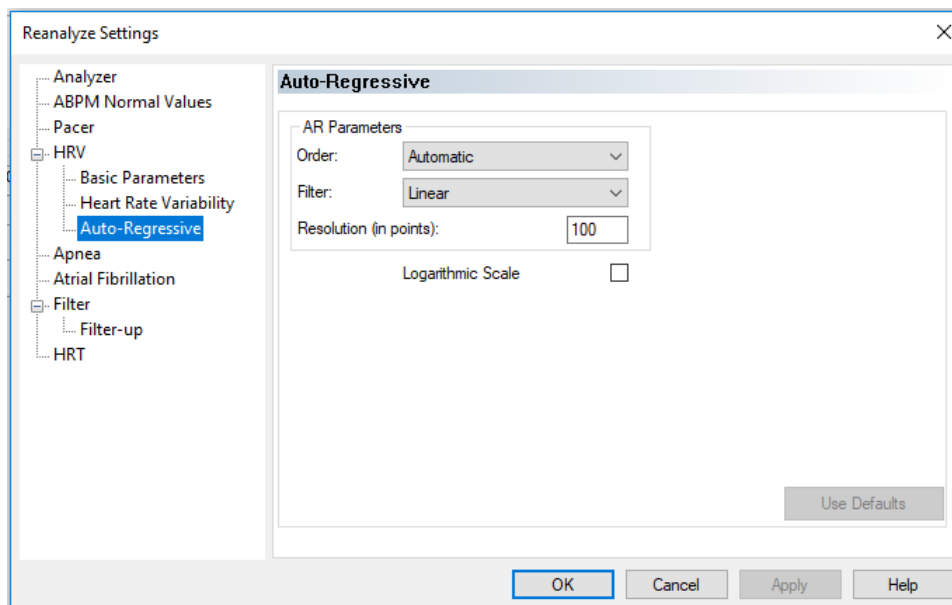 Reanalyze Settings
Analyzer
ABPM Normal Values
Pacer
HRV
Basic Parameters
Heart Rate Variability
Auto-Regressive
Apnea
Atrial Fibrillation
Filter
Filter-up
HRT
Auto-Regressive
AR Parameters
Order: Automatic
Filter: Linear
Resolution (in points): 100
Logarithmic Scale
Use Defaults
OK Cancel Apply Help